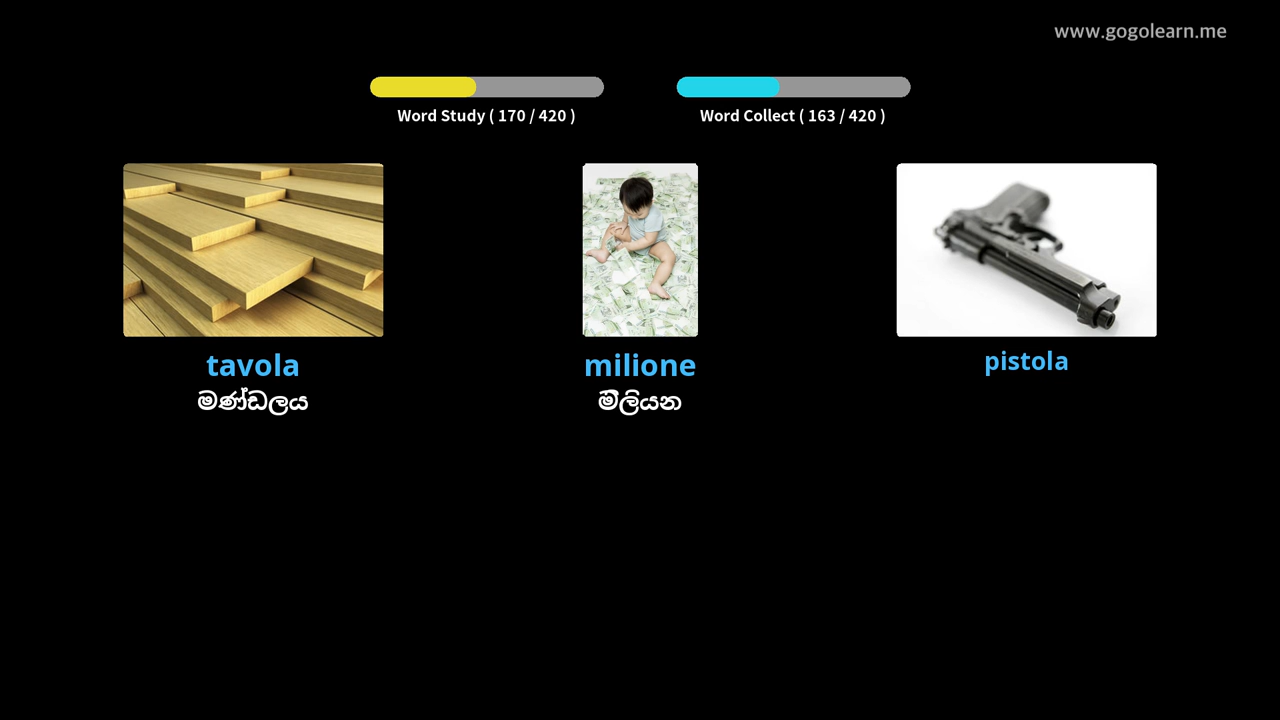 www.gogolearn.me
Word Study ( 170 / 420 )
Word Collect ( 163 / 420 )
tavola
milione
pistola
මණ්ඩලය
මිලියන